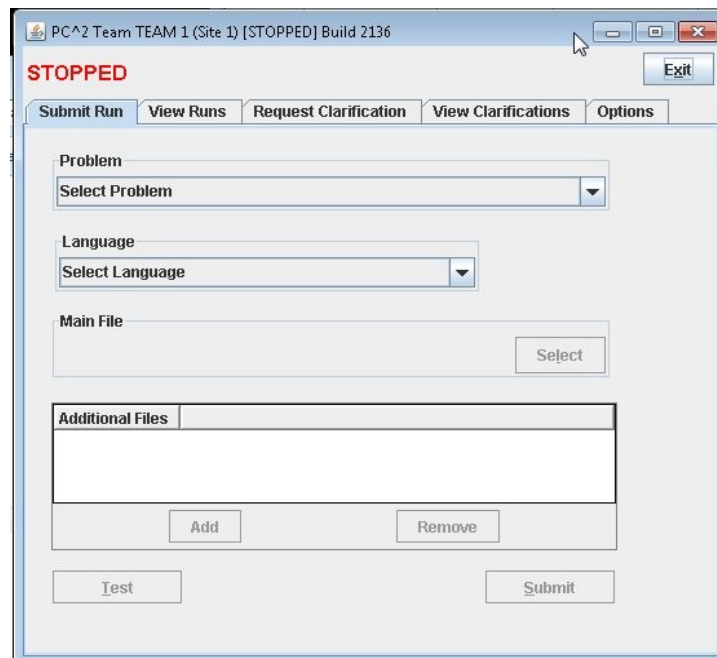 PC^2 Team TEAM 1 (Site 1) [STOPPED] Build 2136
STOPPED
Exit
Submit Run View Runs Request Clarification View Clarifications Options
Problem
Select Problem
Language
Select Language
Main File
Select
Additional Files
Add Remove
Test Submit